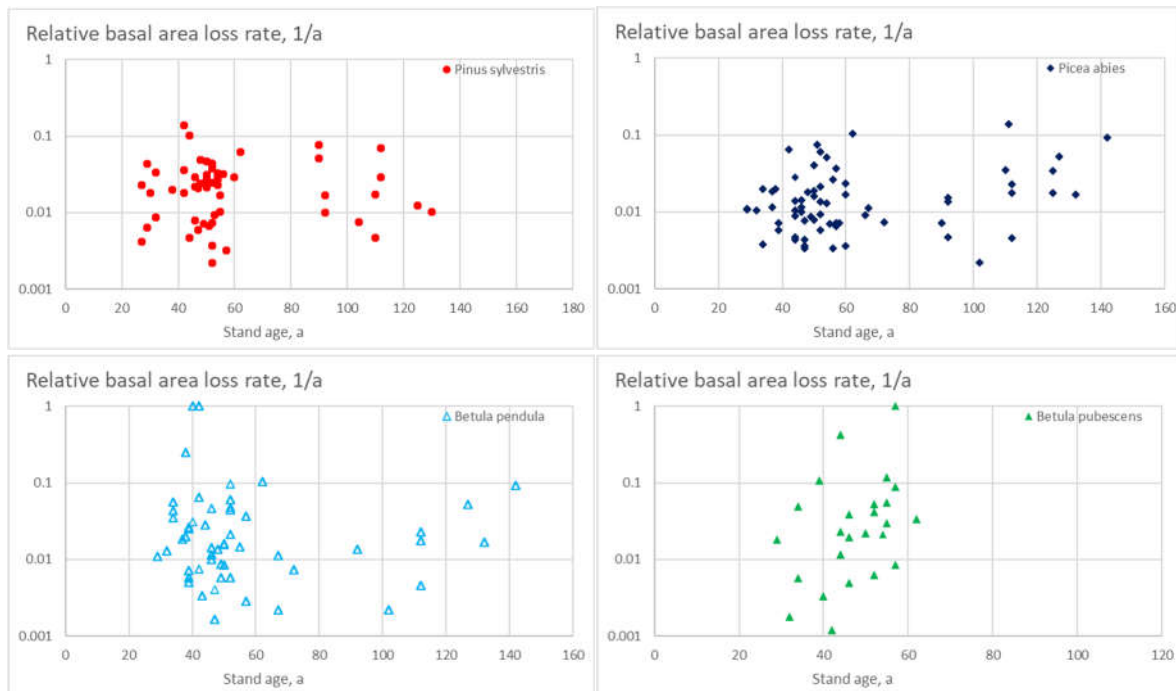 Relative basal area loss rate, 1/a
Pinus sylvestris
1
0.1
0.01
0.001
0 20 40 60 80 100 120 140 160 180
Stand age, a
Relative basal area loss rate, 1/a
Picea abies
1
0.1
0.01
0.001
0 20 40 60 80 100 120 140 160
Stand age, a
Relative basal area loss rate, 1/a
Betula pendula
1
0.1
0.01
0.001
0 20 40 60 80 100 120 140 160
Stand age, a
Relative basal area loss rate, 1/a
Betula pubescens
1
0.1
0.01
0.001
0 20 40 60 80 100 120
Stand age, a